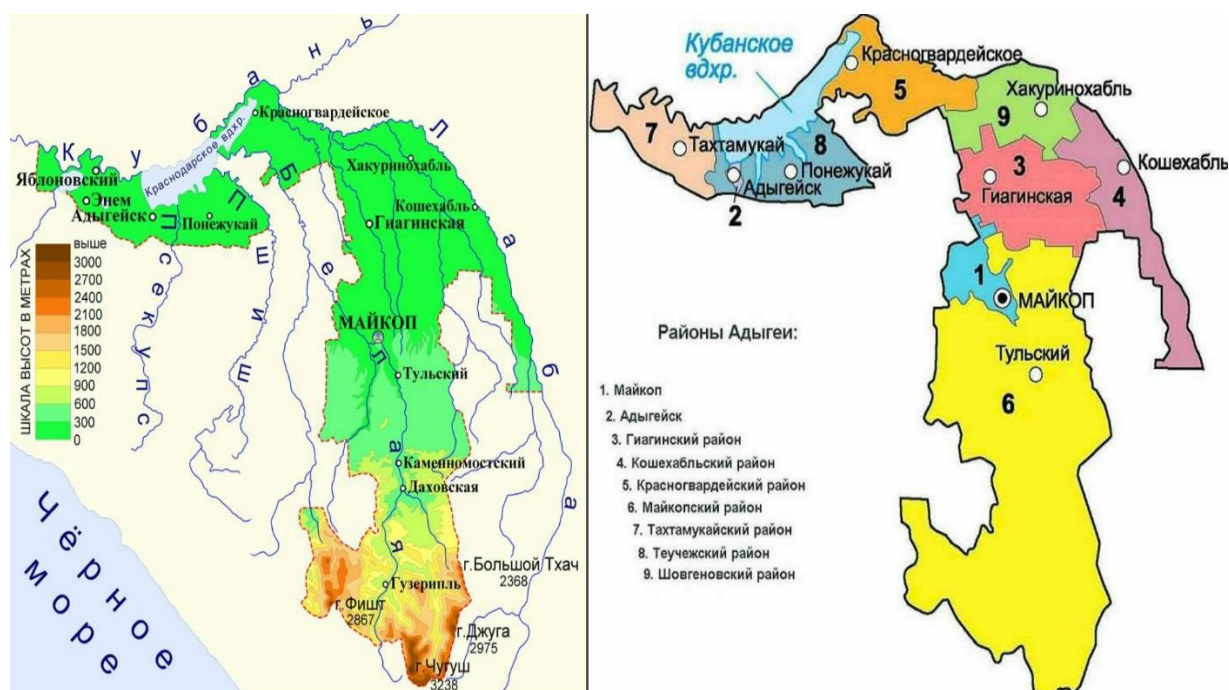 Кубань
Красногвардейское
Краснодарское вдхр.
Лаба
Хакуринохабль
Яблоновский
Энем
Адыгейск
Понежукай
Кошехабль
Гиагинская
Псекупс
Пшиш
Белая
ШКАЛА ВЫСОТ В МЕТРАХ
выше
3000
2700
2400
1800
1500
900
600
300
0
МАЙКОП
Тульский
Каменномостский
Даховская
г.Большой Тхач
2368
Гузерипль
г.Фишт
2867
г.Джуга
2975
г.Чугуш
3238
Чёрное
море
Кубанское
вдхр.
Красногвардейское
5
Хакуринохабль
9
7
Тахтамукай
8
Понежукай
Адыгейск
2
3
Гиагинская
Кошехабль
4
1
МАЙКОП
Районы Адыгеи:
Тульский
6
1. Майкоп
2. Адыгейск
3. Гиагинский район
4. Кошехабльский район
5. Красногвардейский район
6. Майкопский район
7. Тахтамукайский район
8. Теучежский район
9. Шовгеновский район